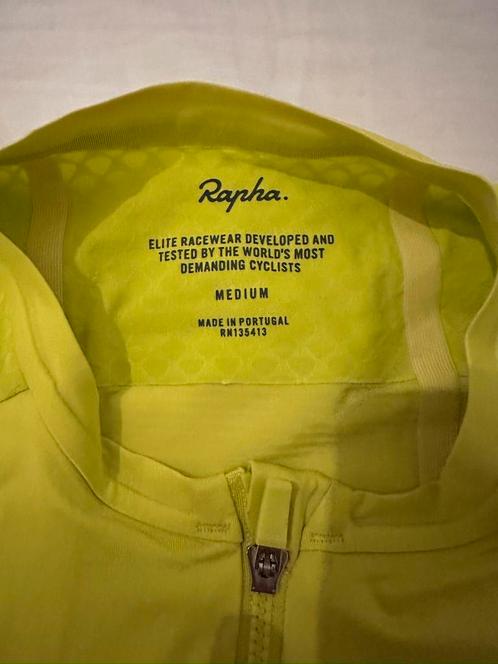 Rapha.
ELITE RACEWEAR DEVELOPED AND
TESTED BY THE WORLD'S MOST
DEMANDING CYCLISTS
MEDIUM
MADE IN PORTUGAL
RN135413